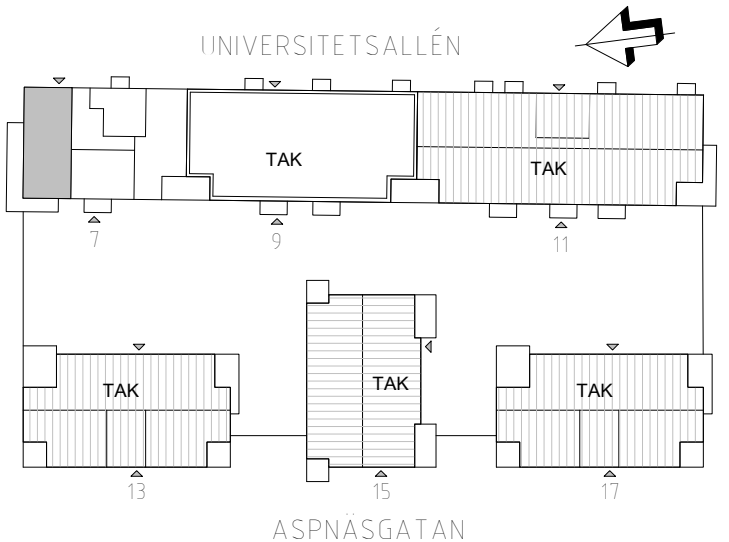 UNIVERSITETSALLÉN
TAK
TAK
7
9
11
TAK
TAK
TAK
13
15
17
ASPNÄSGATAN